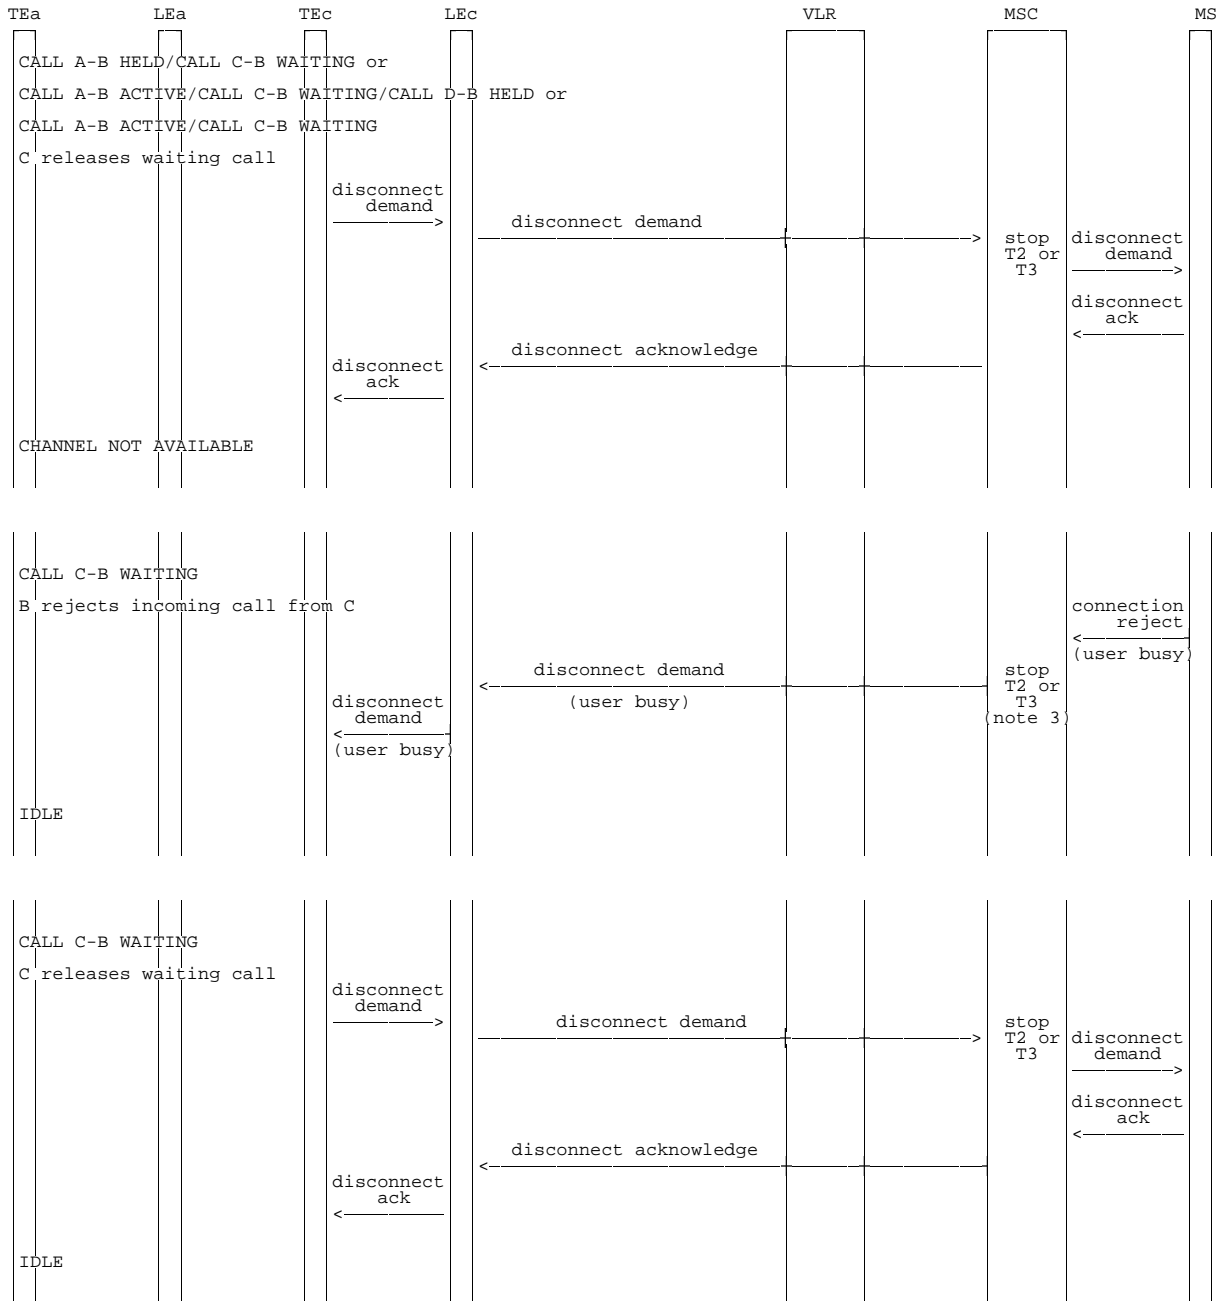 TEa LEa TEc LEc VLR MSC MS
CALL A-B HELD/CALL C-B WAITING or
CALL A-B ACTIVE/CALL C-B WAITING/CALL D-B HELD or
CALL A-B ACTIVE/CALL C-B WAITING
C releases waiting call
disconnect
demand
disconnect demand
stop
T2 or
T3
disconnect
demand
disconnect
ack
disconnect acknowledge
disconnect
ack
CHANNEL NOT AVAILABLE
CALL C-B WAITING
B rejects incoming call from C
connection
reject
(user busy)
stop
T2 or
T3
(note 3)
disconnect demand
(user busy)
disconnect
demand
(user busy)
IDLE
CALL C-B WAITING
C releases waiting call
disconnect
demand
disconnect demand
stop
T2 or
T3
disconnect
demand
disconnect
ack
disconnect acknowledge
disconnect
ack
IDLE